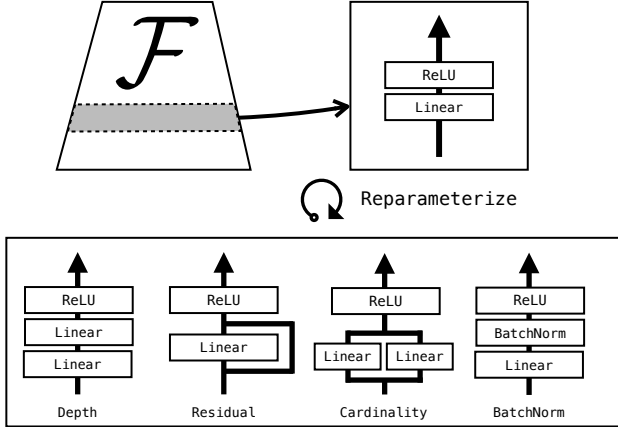 ℱ
ReLU
Linear
Reparameterize
ReLU
Linear
Linear
Depth
ReLU
Linear
Residual
ReLU
Linear Linear
Cardinality
ReLU
BatchNorm
Linear
BatchNorm